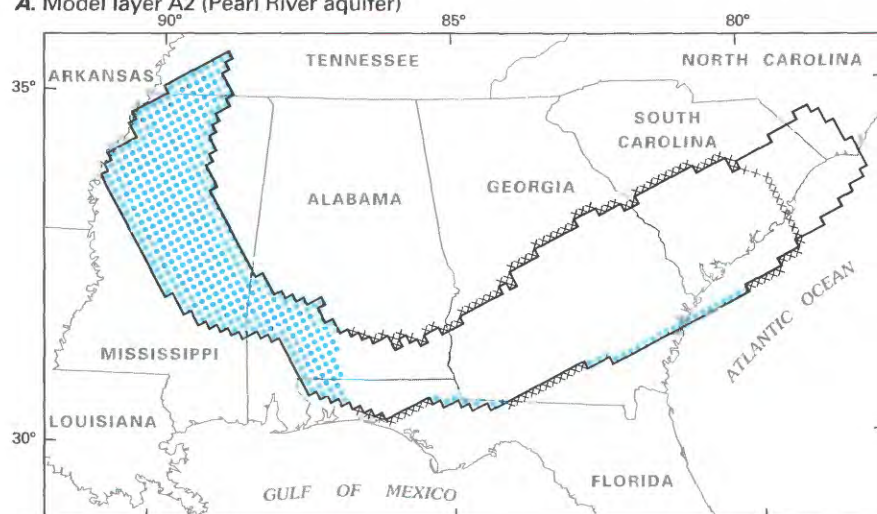 A. Model layer A2 (Pearl River aquifer)
90° 85° 80°
ARKANSAS TENNESSEE NORTH CAROLINA
35°
SOUTH
CAROLINA
ALABAMA GEORGIA
MISSISSIPPI
ATLANTIC OCEAN
LOUISIANA
30°
FLORIDA
GULF OF MEXICO